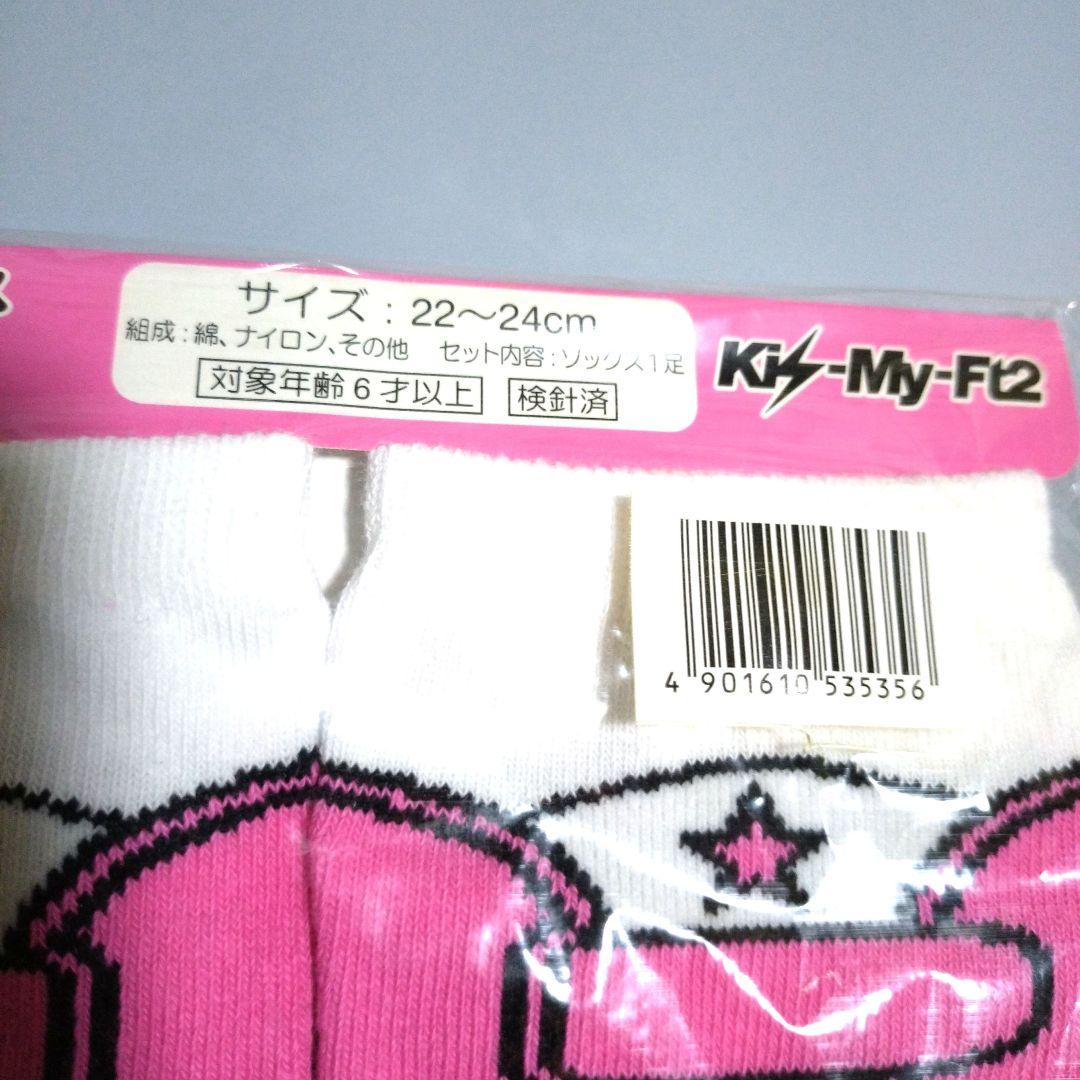 サイズ：22～24cm
組成：綿、ナイロン、その他　セット内容：ソックス1足
対象年齢6才以上　検針済
Kis-My-Ft2
4 901610 535356